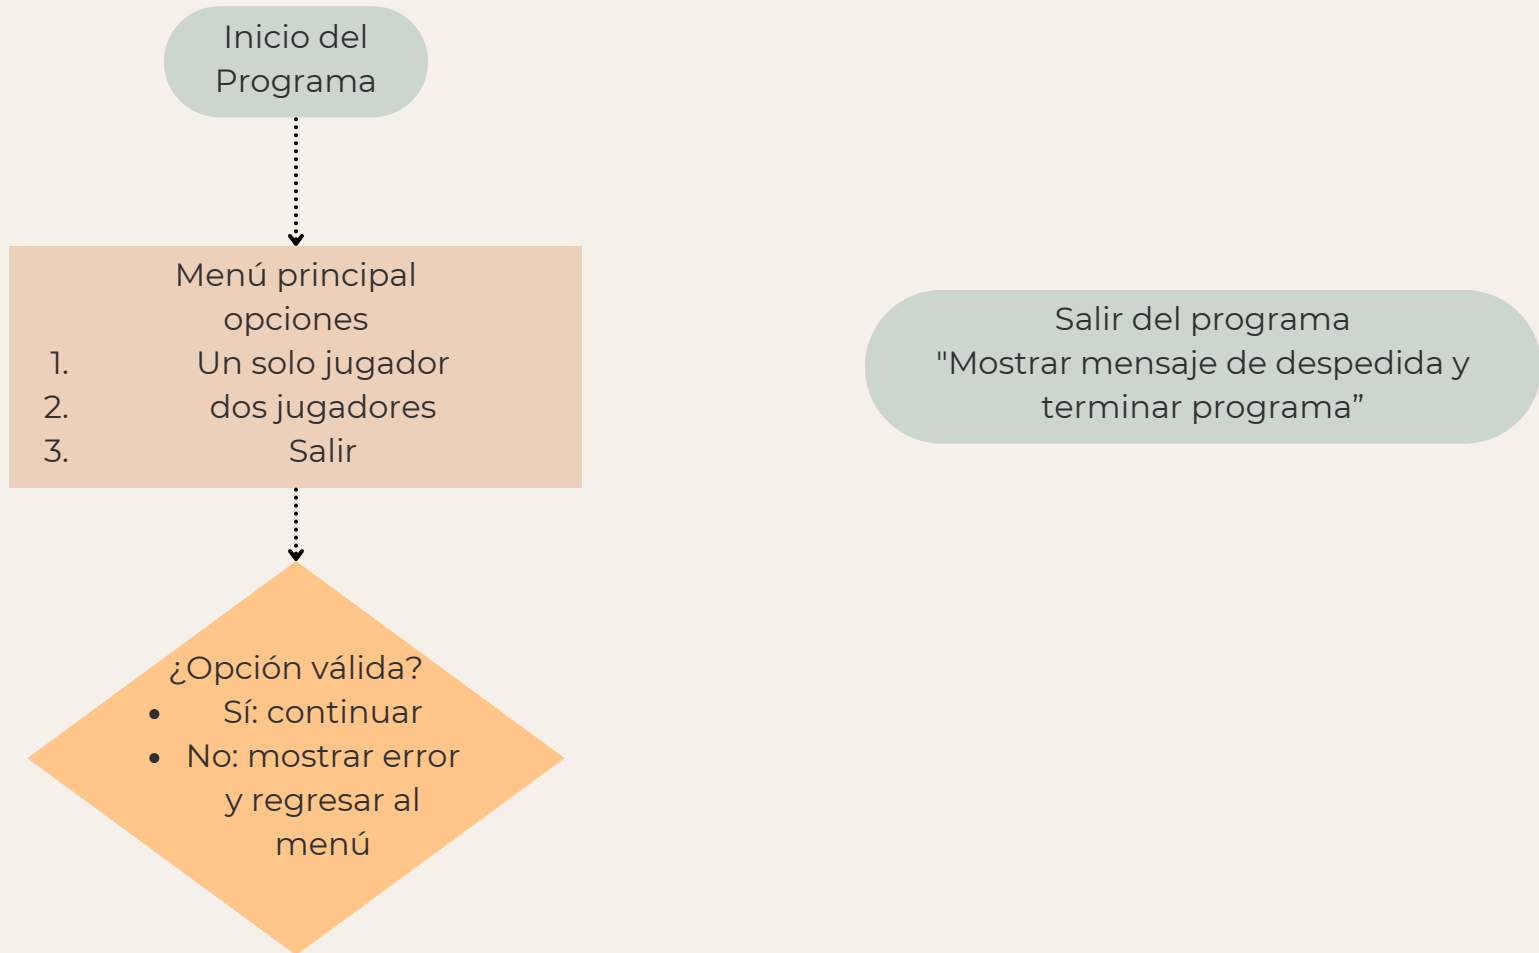 Inicio del
Programa
Menú principal
opciones
1. Un solo jugador
2. dos jugadores
3. Salir
Salir del programa
"Mostrar mensaje de despedida y
terminar programa”
¿Opción válida?
• Sí: continuar
• No: mostrar error
y regresar al
menú